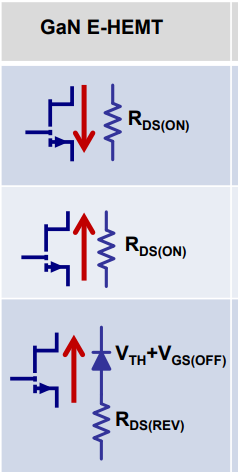 GaN E-HEMT
RDS(ON)
RDS(ON)
VTH+VGS(OFF)
RDS(REV)